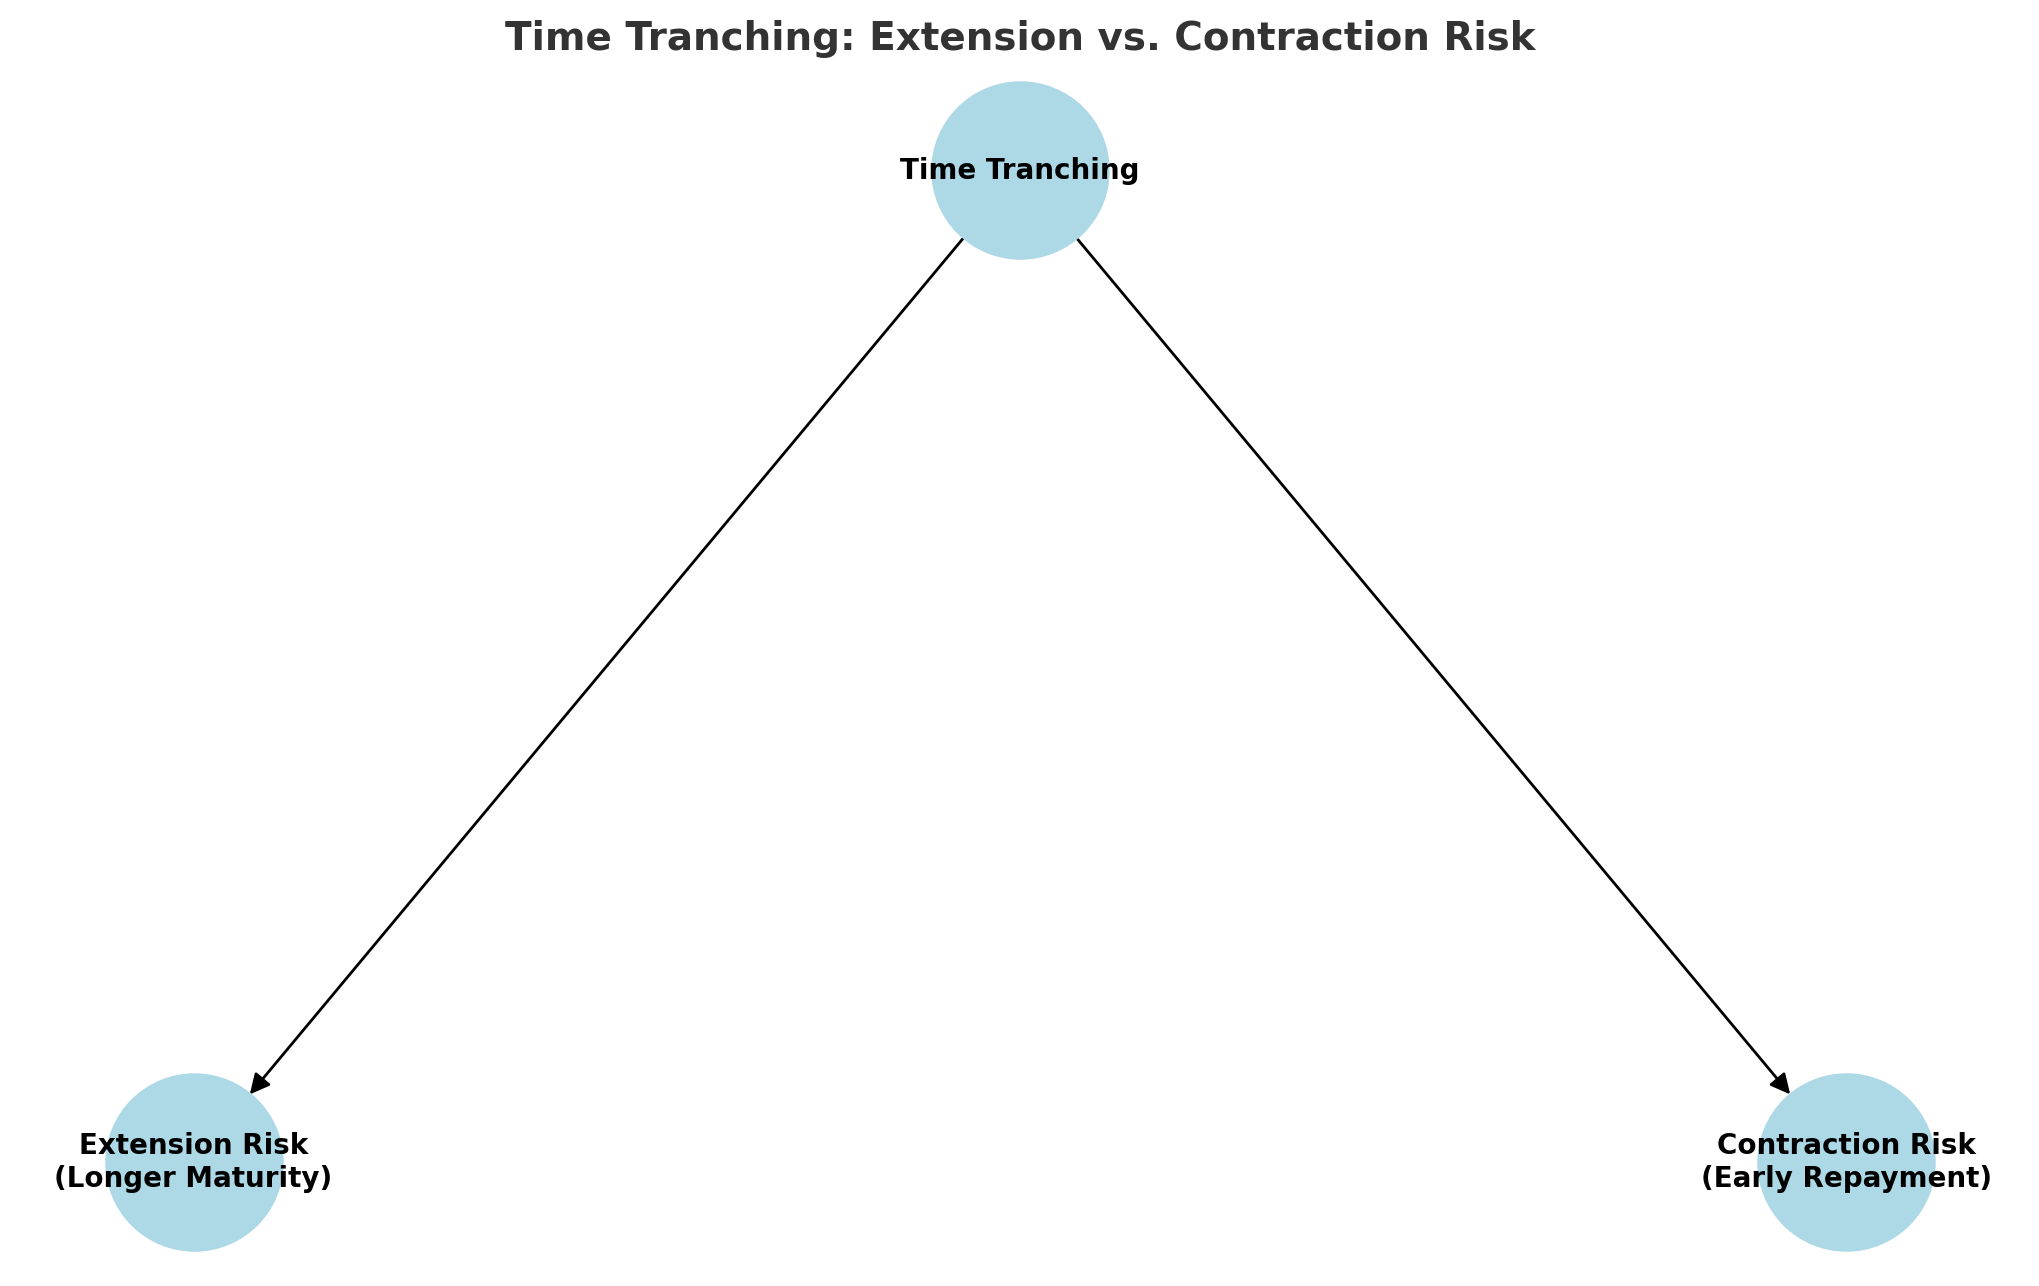 Time Tranching: Extension vs. Contraction Risk
Time Tranching
Extension Risk
(Longer Maturity)
Contraction Risk
(Early Repayment)